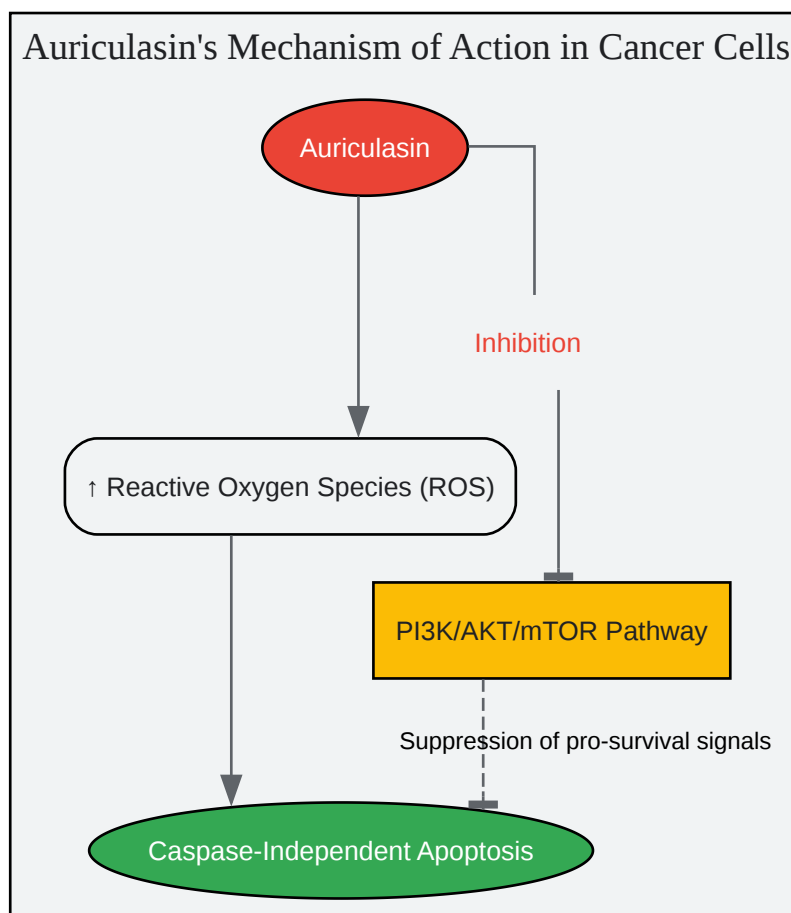 Auriculasin's Mechanism of Action in Cancer Cells
Auriculasin
Inhibition
↑ Reactive Oxygen Species (ROS)
PI3K/AKT/mTOR Pathway
Suppression of pro-survival signals
Caspase-Independent Apoptosis